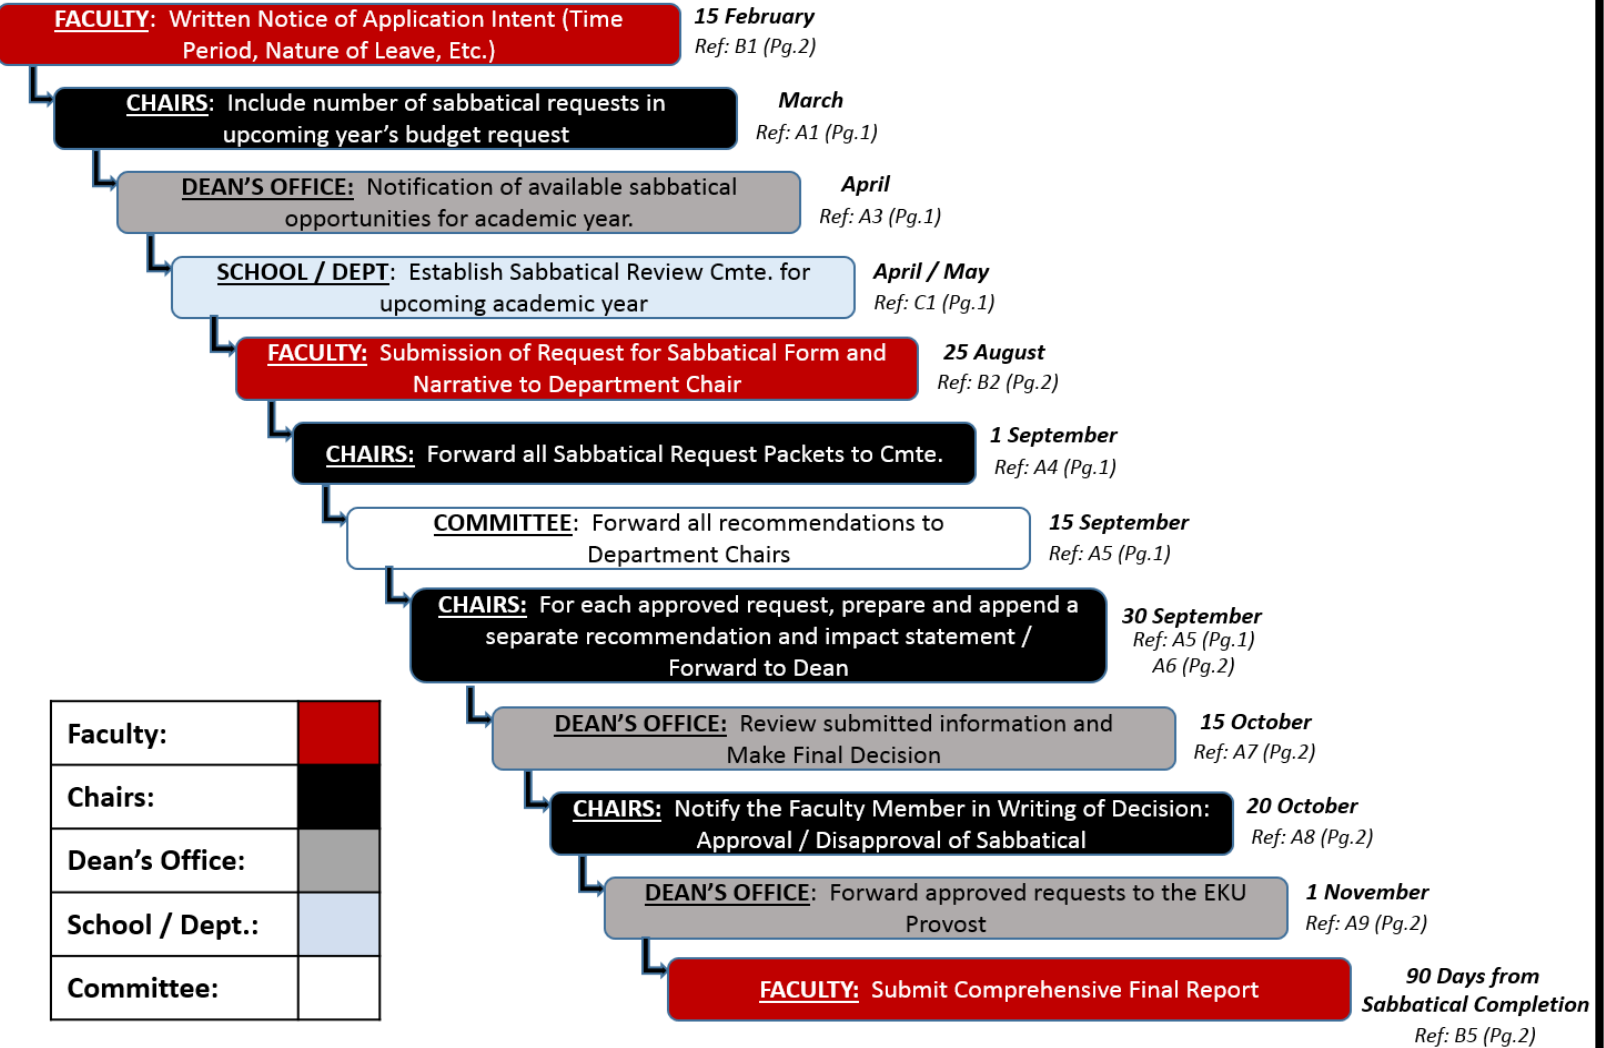 FACULTY: Written Notice of Application Intent (Time
Period, Nature of Leave, Etc.)
15 February
Ref: B1 (Pg.2)
CHAIRS: Include number of sabbatical requests in
upcoming year’s budget request
March
Ref: A1 (Pg.1)
DEAN’S OFFICE: Notification of available sabbatical
opportunities for academic year.
April
Ref: A3 (Pg.1)
SCHOOL / DEPT: Establish Sabbatical Review Cmte. for
upcoming academic year
April / May
Ref: C1 (Pg.1)
FACULTY: Submission of Request for Sabbatical Form and
Narrative to Department Chair
25 August
Ref: B2 (Pg.2)
CHAIRS: Forward all Sabbatical Request Packets to Cmte.
1 September
Ref: A4 (Pg.1)
COMMITTEE: Forward all recommendations to
Department Chairs
15 September
Ref: A5 (Pg.1)
CHAIRS: For each approved request, prepare and append a
separate recommendation and impact statement /
Forward to Dean
30 September
Ref: A5 (Pg.1)
A6 (Pg.2)
DEAN’S OFFICE: Review submitted information and
Make Final Decision
15 October
Ref: A7 (Pg.2)
CHAIRS: Notify the Faculty Member in Writing of Decision:
Approval / Disapproval of Sabbatical
20 October
Ref: A8 (Pg.2)
DEAN’S OFFICE: Forward approved requests to the EKU
Provost
1 November
Ref: A9 (Pg.2)
FACULTY: Submit Comprehensive Final Report
90 Days from
Sabbatical Completion
Ref: B5 (Pg.2)
Faculty:
Chairs:
Dean’s Office:
School / Dept.:
Committee: